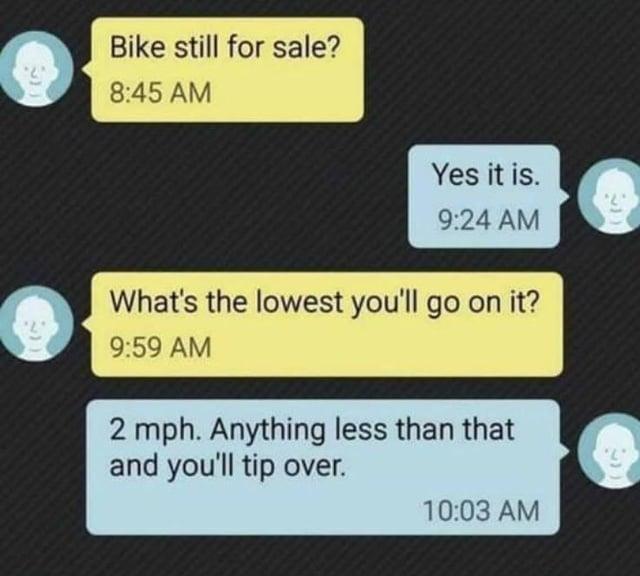 Bike still for sale?
8:45 AM
Yes it is.
9:24 AM
What's the lowest you'll go on it?
9:59 AM
2 mph. Anything less than that
and you'll tip over.
10:03 AM